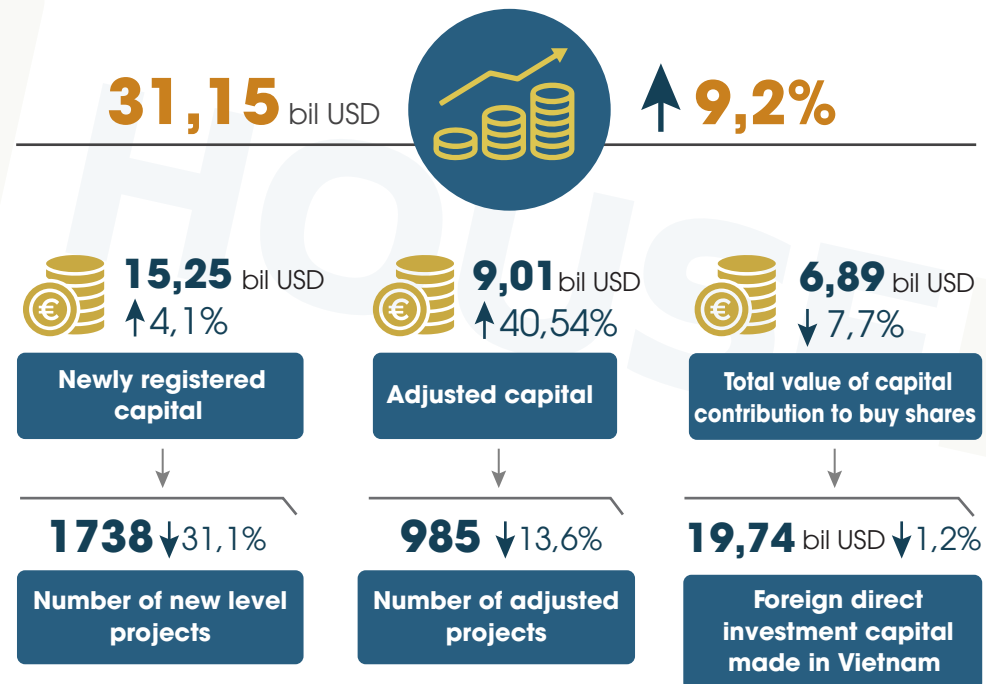 31,15 bil USD
9,2%
HOUSE
15,25 bil USD
4,1%
Newly registered
capital
9,01 bil USD
40,54%
Adjusted capital
6,89 bil USD
7,7%
Total value of capital
contribution to buy shares
1738 31,1%
Number of new level
projects
985 13,6%
Number of adjusted
projects
19,74 bil USD 1,2%
Foreign direct
investment capital
made in Vietnam